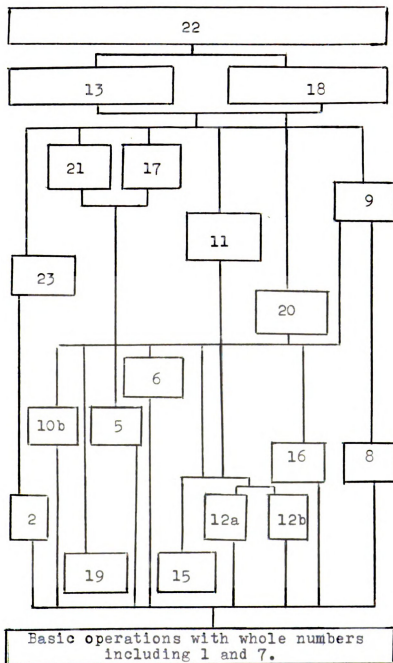 22
13 18
21 17
9
11
23
20
6
10b 5
16 8
2 12a 12b
19 15
Basic operations with whole numbers
including 1 and 7.